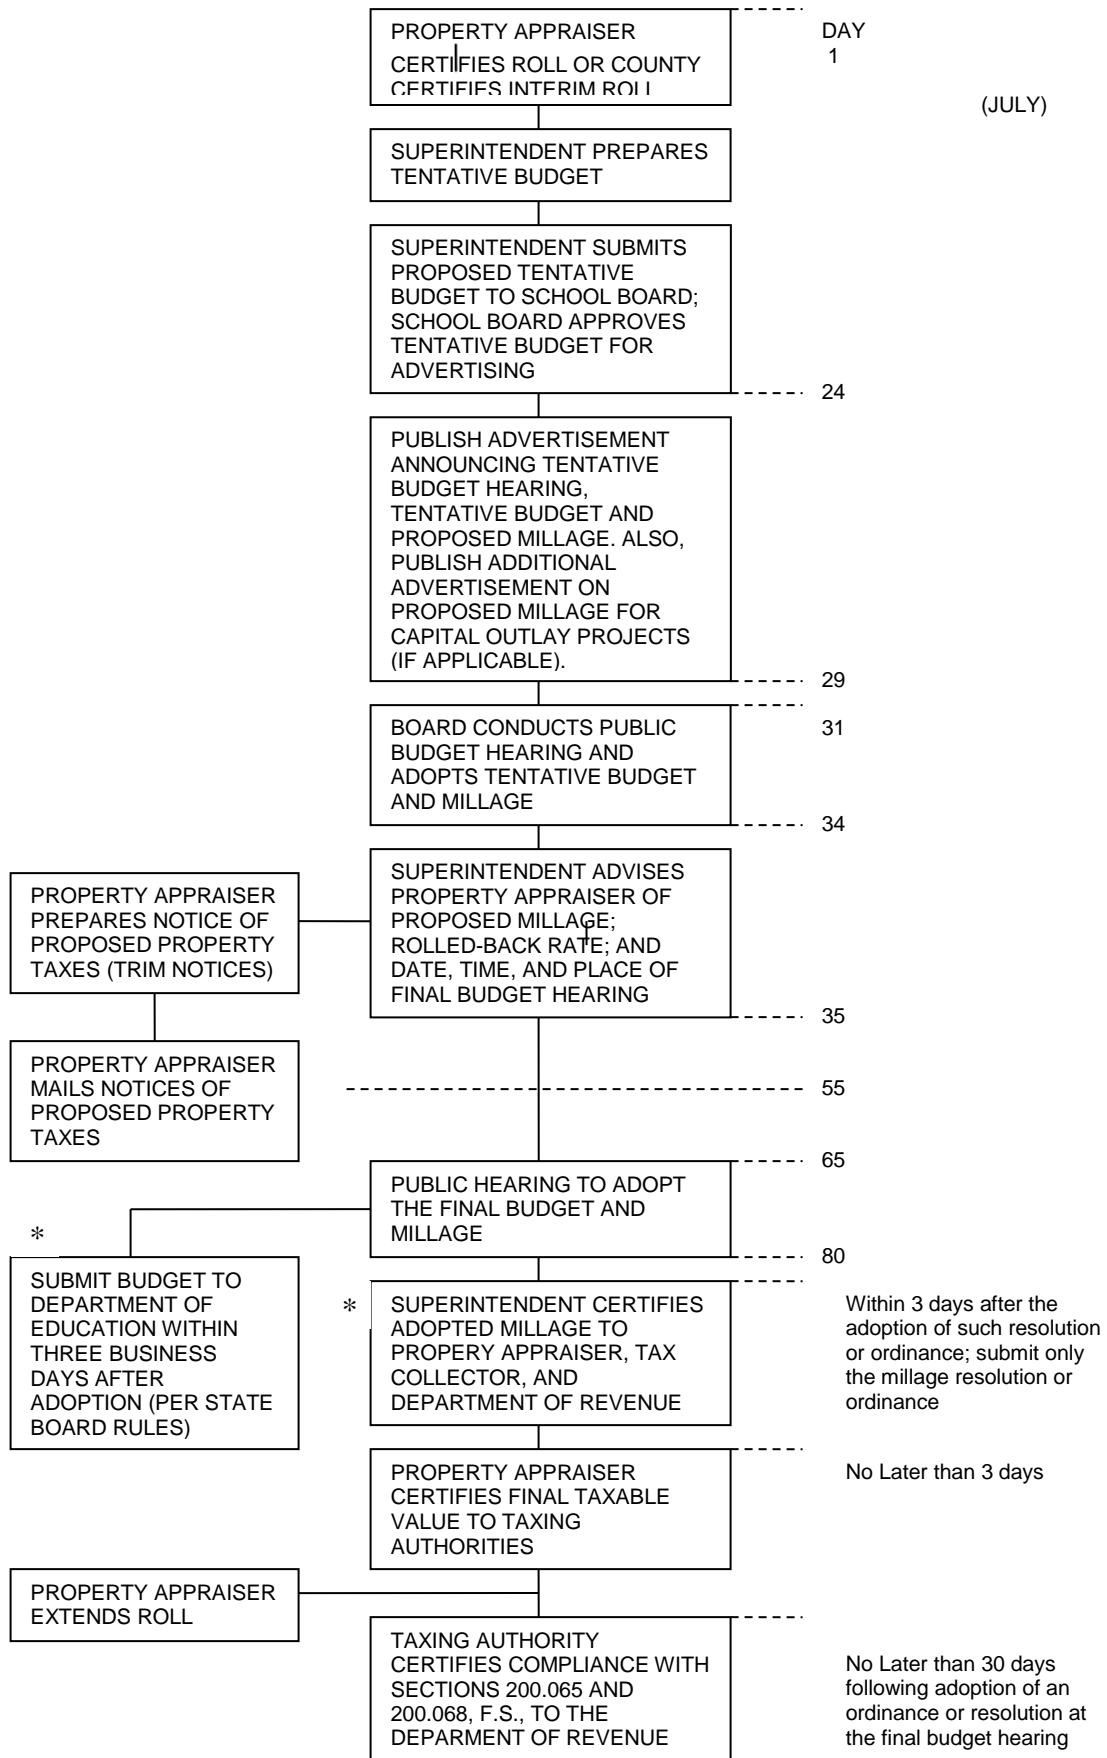 PROPERTY APPRAISER
CERTIFIES ROLL OR COUNTY
CERTIFIES INTERIM ROLL
DAY
1
(JULY)
SUPERINTENDENT PREPARES
TENTATIVE BUDGET
SUPERINTENDENT SUBMITS
PROPOSED TENTATIVE
BUDGET TO SCHOOL BOARD;
SCHOOL BOARD APPROVES
TENTATIVE BUDGET FOR
ADVERTISING
24
PUBLISH ADVERTISEMENT
ANNOUNCING TENTATIVE
BUDGET HEARING,
TENTATIVE BUDGET AND
PROPOSED MILLAGE. ALSO,
PUBLISH ADDITIONAL
ADVERTISEMENT ON
PROPOSED MILLAGE FOR
CAPITAL OUTLAY PROJECTS
(IF APPLICABLE).
29
BOARD CONDUCTS PUBLIC
BUDGET HEARING AND
ADOPTS TENTATIVE BUDGET
AND MILLAGE
31
34
SUPERINTENDENT ADVISES
PROPERTY APPRAISER OF
PROPOSED MILLAGE;
ROLLED-BACK RATE; AND
DATE, TIME, AND PLACE OF
FINAL BUDGET HEARING
35
PROPERTY APPRAISER
PREPARES NOTICE OF
PROPOSED PROPERTY
TAXES (TRIM NOTICES)
PROPERTY APPRAISER
MAILS NOTICES OF
PROPOSED PROPERTY
TAXES
55
65
PUBLIC HEARING TO ADOPT
THE FINAL BUDGET AND
MILLAGE
80
*
SUBMIT BUDGET TO
DEPARTMENT OF
EDUCATION WITHIN
THREE BUSINESS
DAYS AFTER
ADOPTION (PER STATE
BOARD RULES)
*
SUPERINTENDENT CERTIFIES
ADOPTED MILLAGE TO
PROPERY APPRAISER, TAX
COLLECTOR, AND
DEPARTMENT OF REVENUE
Within 3 days after the
adoption of such resolution
or ordinance; submit only
the millage resolution or
ordinance
PROPERTY APPRAISER
CERTIFIES FINAL TAXABLE
VALUE TO TAXING
AUTHORITIES
No Later than 3 days
PROPERTY APPRAISER
EXTENDS ROLL
TAXING AUTHORITY
CERTIFIES COMPLIANCE WITH
SECTIONS 200.065 AND
200.068, F.S., TO THE
DEPARMENT OF REVENUE
No Later than 30 days
following adoption of an
ordinance or resolution at
the final budget hearing